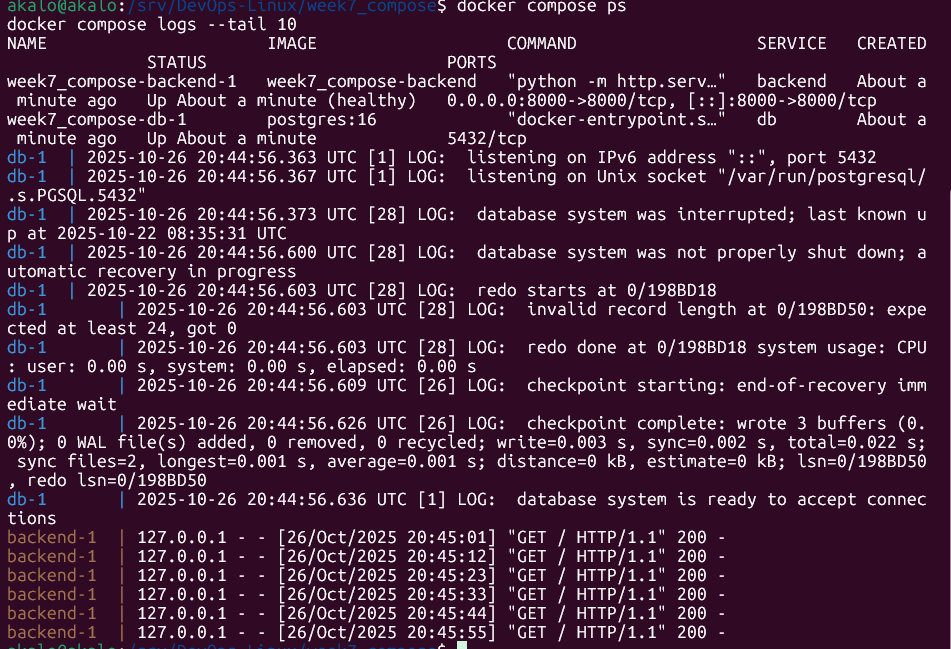 akalo@akalo:/srv/DevOps-Linux/week7_compose$ docker compose ps
docker compose logs --tail 10
NAME                      IMAGE                   COMMAND                  SERVICE   CREATED
              STATUS                        PORTS
week7_compose-backend-1   week7_compose-backend   "python -m http.serv…"   backend   About a
 minute ago   Up About a minute (healthy)   0.0.0.0:8000->8000/tcp, [::]:8000->8000/tcp
week7_compose-db-1        postgres:16             "docker-entrypoint.s…"   db        About a
 minute ago   Up About a minute             5432/tcp
db-1  | 2025-10-26 20:44:56.363 UTC [1] LOG:  listening on IPv6 address "::", port 5432
db-1  | 2025-10-26 20:44:56.367 UTC [1] LOG:  listening on Unix socket "/var/run/postgresql/
.s.PGSQL.5432"
db-1  | 2025-10-26 20:44:56.373 UTC [28] LOG:  database system was interrupted; last known u
p at 2025-10-22 08:35:31 UTC
db-1  | 2025-10-26 20:44:56.600 UTC [28] LOG:  database system was not properly shut down; a
utomatic recovery in progress
db-1  | 2025-10-26 20:44:56.603 UTC [28] LOG:  redo starts at 0/198BD18
db-1       | 2025-10-26 20:44:56.603 UTC [28] LOG:  invalid record length at 0/198BD50: expe
cted at least 24, got 0
db-1       | 2025-10-26 20:44:56.603 UTC [28] LOG:  redo done at 0/198BD18 system usage: CPU
: user: 0.00 s, system: 0.00 s, elapsed: 0.00 s
db-1       | 2025-10-26 20:44:56.609 UTC [26] LOG:  checkpoint starting: end-of-recovery imm
ediate wait
db-1       | 2025-10-26 20:44:56.626 UTC [26] LOG:  checkpoint complete: wrote 3 buffers (0.
0%); 0 WAL file(s) added, 0 removed, 0 recycled; write=0.003 s, sync=0.002 s, total=0.022 s;
 sync files=2, longest=0.001 s, average=0.001 s; distance=0 kB, estimate=0 kB; lsn=0/198BD50
, redo lsn=0/198BD50
db-1       | 2025-10-26 20:44:56.636 UTC [1] LOG:  database system is ready to accept connec
tions
backend-1  | 127.0.0.1 - - [26/Oct/2025 20:45:01] "GET / HTTP/1.1" 200 -
backend-1  | 127.0.0.1 - - [26/Oct/2025 20:45:12] "GET / HTTP/1.1" 200 -
backend-1  | 127.0.0.1 - - [26/Oct/2025 20:45:23] "GET / HTTP/1.1" 200 -
backend-1  | 127.0.0.1 - - [26/Oct/2025 20:45:33] "GET / HTTP/1.1" 200 -
backend-1  | 127.0.0.1 - - [26/Oct/2025 20:45:44] "GET / HTTP/1.1" 200 -
backend-1  | 127.0.0.1 - - [26/Oct/2025 20:45:55] "GET / HTTP/1.1" 200 -
akalo@akalo:/srv/DevOps-Linux/week7_compose$